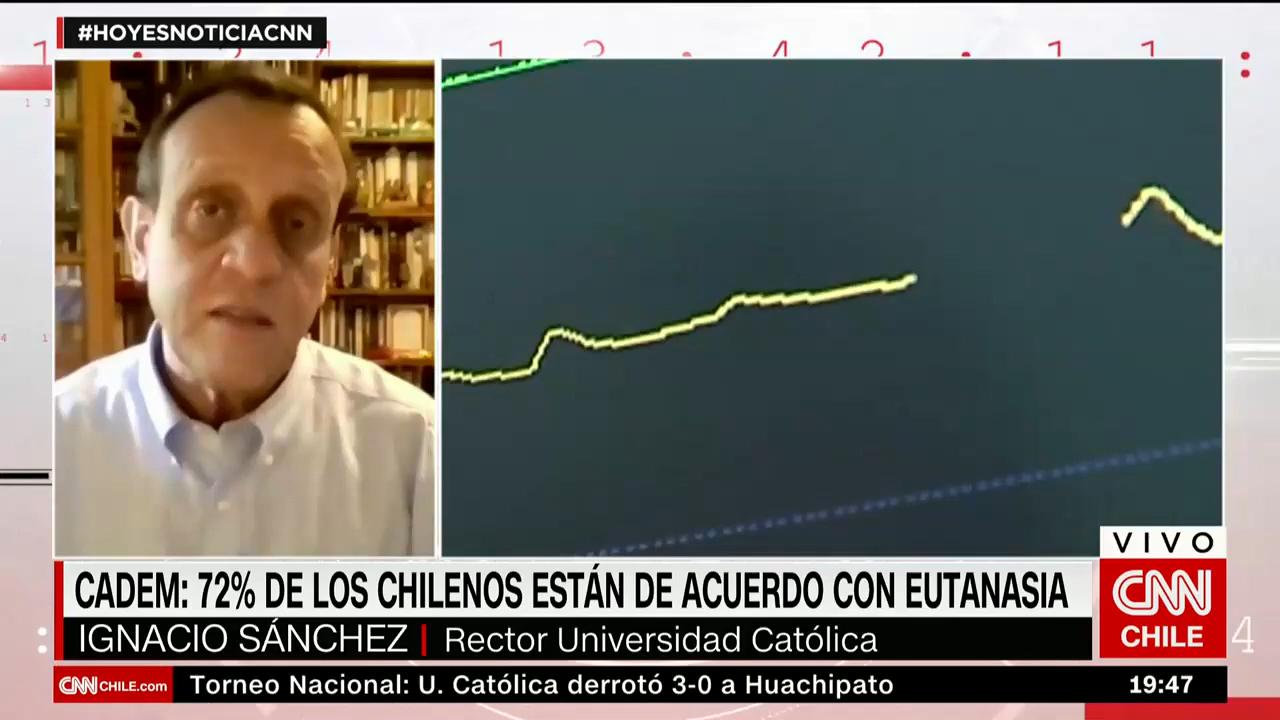 #HOYESNOTICIACNN
VIVO
CADEM: 72% DE LOS CHILENOS ESTÁN DE ACUERDO CON EUTANASIA
IGNACIO SÁNCHEZ | Rector Universidad Católica
CNN
CHILE
CNNCHILE.com
Torneo Nacional: U. Católica derrotó 3-0 a Huachipato
19:47